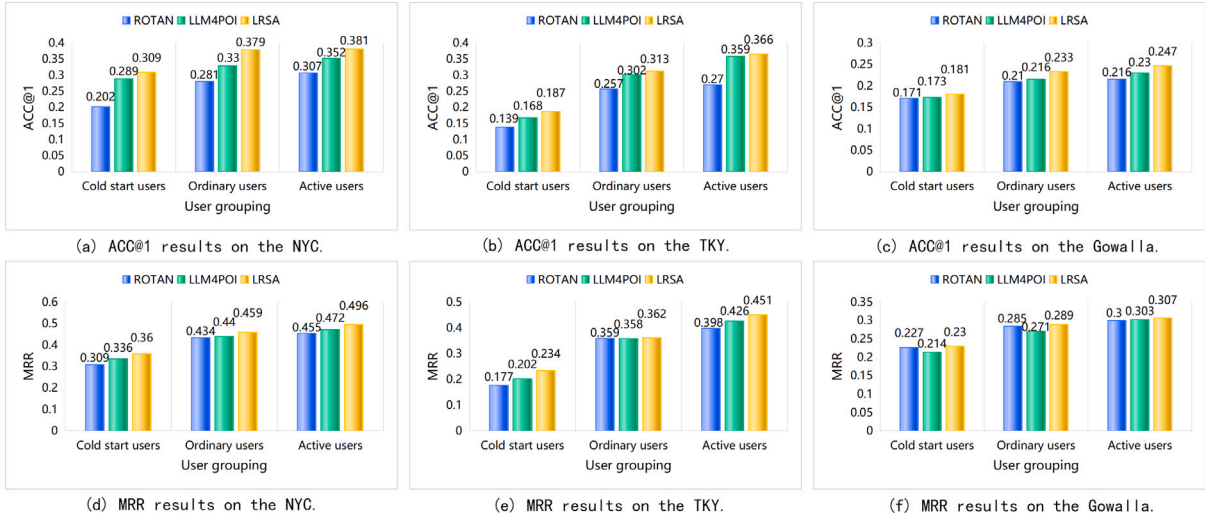 ROTAN LLM4POI LRSA
0.4
0.35
0.3
0.25
0.2
0.15
0.1
0.05
0
ACC@1
0.202 0.289 0.309
0.281 0.33 0.379
0.307 0.352 0.381
Cold start users Ordinary users Active users
User grouping
(a) ACC@1 results on the NYC.
ROTAN LLM4POI LRSA
0.4
0.35
0.3
0.25
0.2
0.15
0.1
0.05
0
ACC@1
0.139 0.168 0.187
0.257 0.302 0.313
0.27 0.359 0.366
Cold start users Ordinary users Active users
User grouping
(b) ACC@1 results on the TKY.
ROTAN LLM4POI LRSA
0.3
0.25
0.2
0.15
0.1
0.05
0
ACC@1
0.171 0.173 0.181
0.21 0.216 0.233
0.216 0.23 0.247
Cold start users Ordinary users Active users
User grouping
(c) ACC@1 results on the Gowalla.
ROTAN LLM4POI LRSA
0.6
0.5
0.4
0.3
0.2
0.1
0
MRR
0.309 0.336 0.36
0.434 0.44 0.459
0.455 0.472 0.496
Cold start users Ordinary users Active users
User grouping
(d) MRR results on the NYC.
ROTAN LLM4POI LRSA
0.5
0.4
0.3
0.2
0.1
0
MRR
0.177 0.202 0.234
0.359 0.358 0.362
0.398 0.426 0.451
Cold start users Ordinary users Active users
User grouping
(e) MRR results on the TKY.
ROTAN LLM4POI LRSA
0.35
0.3
0.25
0.2
0.15
0.1
0.05
0
MRR
0.227 0.214 0.23
0.285 0.271 0.289
0.3 0.303 0.307
Cold start users Ordinary users Active users
User grouping
(f) MRR results on the Gowalla.